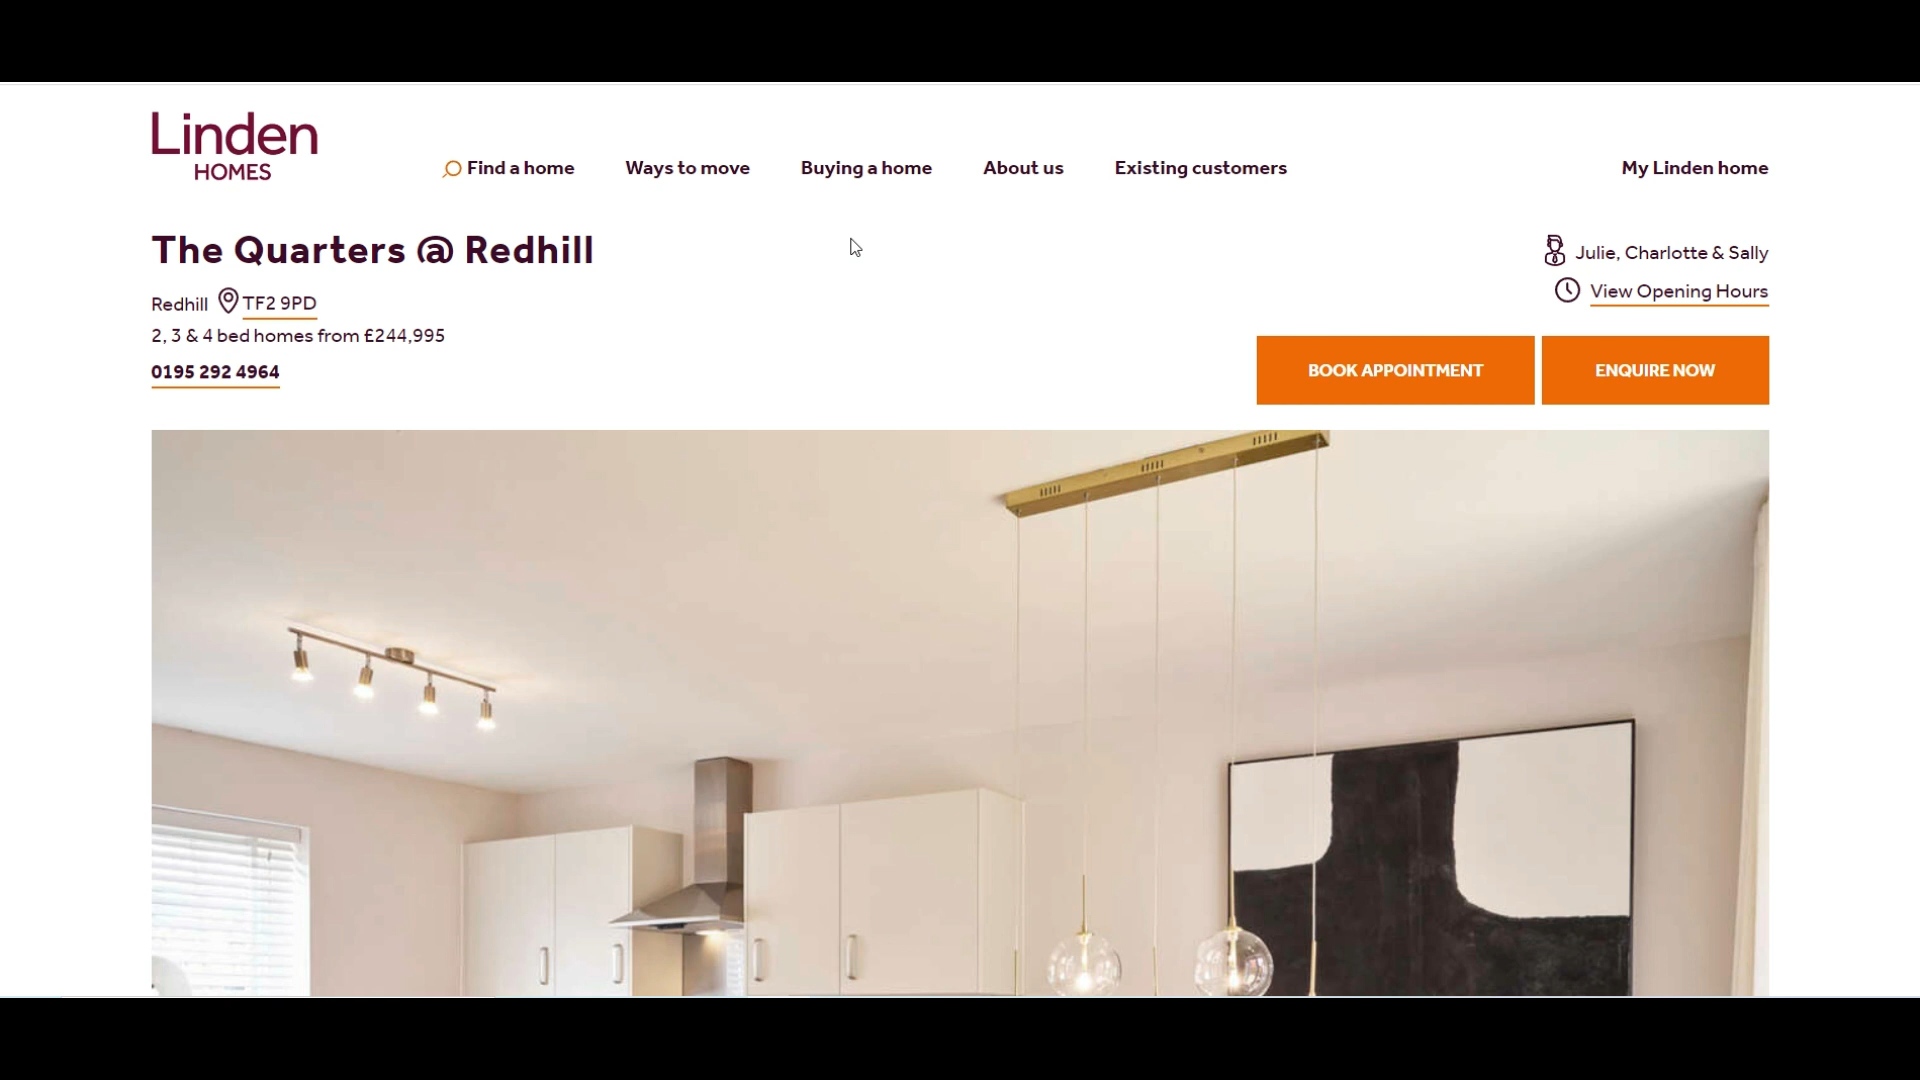 Linden
HOMES
Find a home
Ways to move
Buying a home
About us
Existing customers
My Linden home
The Quarters @ Redhill
Julie, Charlotte & Sally
Redhill TF2 9PD
View Opening Hours
2, 3 & 4 bed homes from £244,995
0195 292 4964
BOOK APPOINTMENT
ENQUIRE NOW